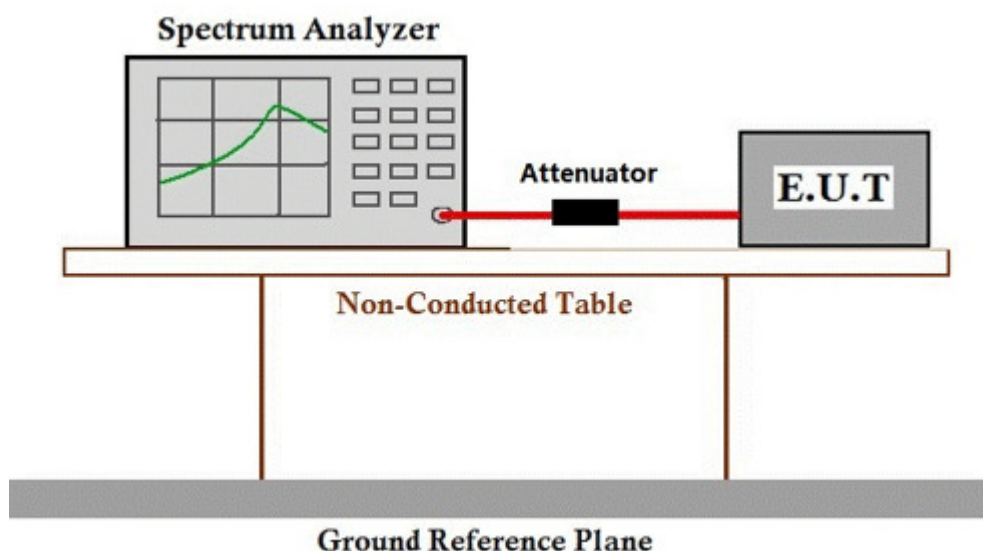 Spectrum Analyzer
Attenuator
E.U.T
Non-Conducted Table
Ground Reference Plane